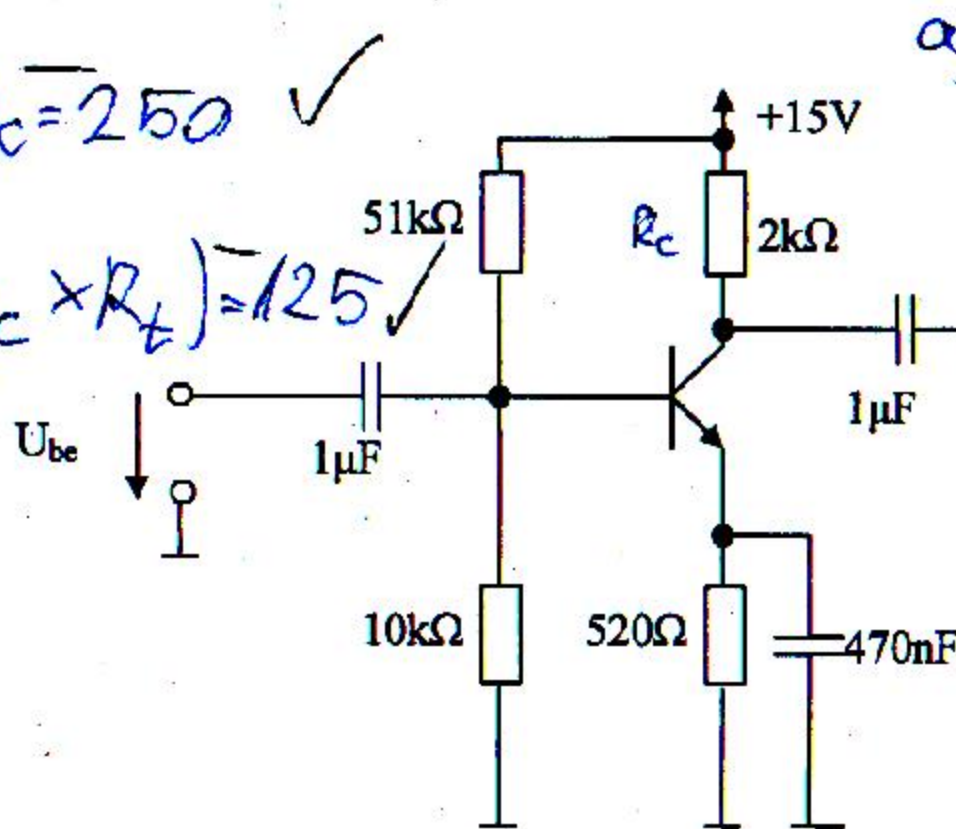 c = 250 ✓
+15V
51kΩ
Rc 2kΩ
c × Rt) = 125 ✓
Ube
1μF
1μF
10kΩ
520Ω
470nF